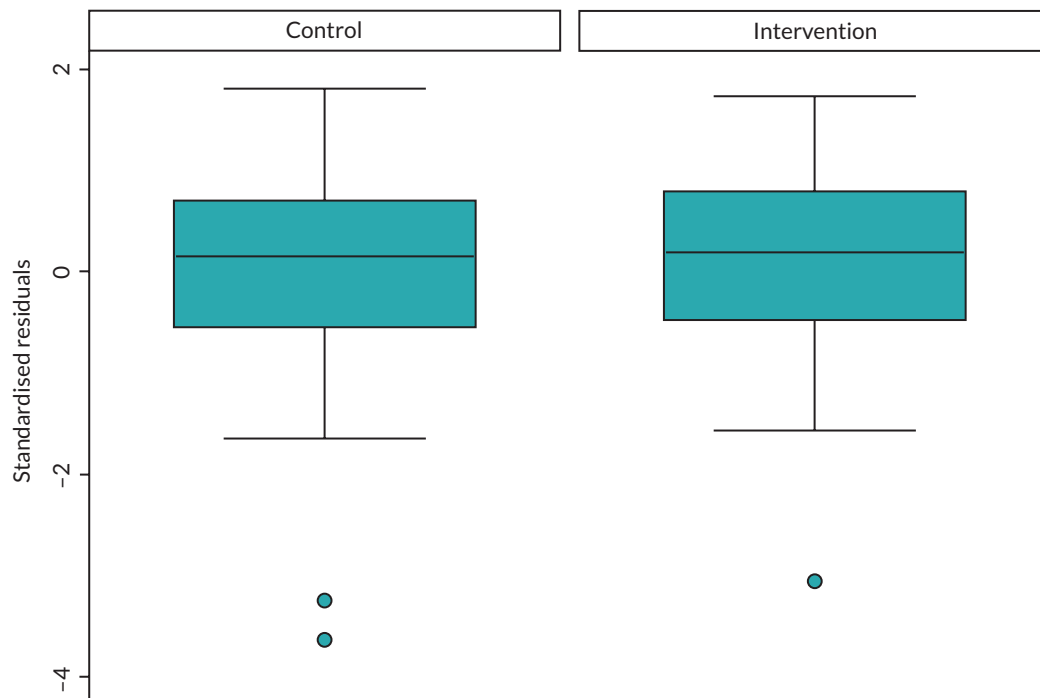 Control
Intervention
Standardised residuals
2
0
−2
−4